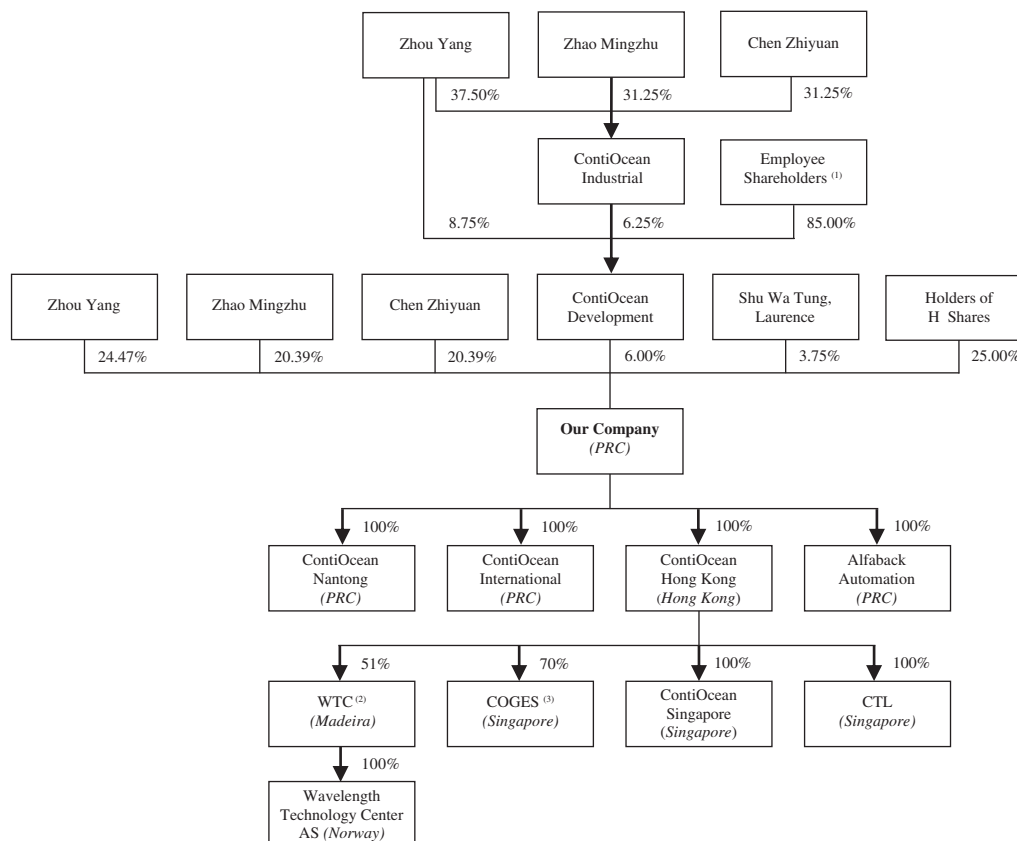 Zhou Yang
Zhao Mingzhu
Chen Zhiyuan
37.50%
31.25%
31.25%
ContiOcean
Industrial
Employee
Shareholders (1)
8.75%
6.25%
85.00%
Zhou Yang
Zhao Mingzhu
Chen Zhiyuan
ContiOcean
Development
Shu Wa Tung,
Laurence
Holders of
H Shares
24.47%
20.39%
20.39%
6.00%
3.75%
25.00%
Our Company
(PRC)
100%
100%
100%
100%
ContiOcean
Nantong
(PRC)
ContiOcean
International
(PRC)
ContiOcean
Hong Kong
(Hong Kong)
Alfaback
Automation
(PRC)
51%
70%
100%
100%
WTC (2)
(Madeira)
COGES (3)
(Singapore)
ContiOcean
Singapore
(Singapore)
CTL
(Singapore)
100%
Wavelength
Technology Center
AS (Norway)